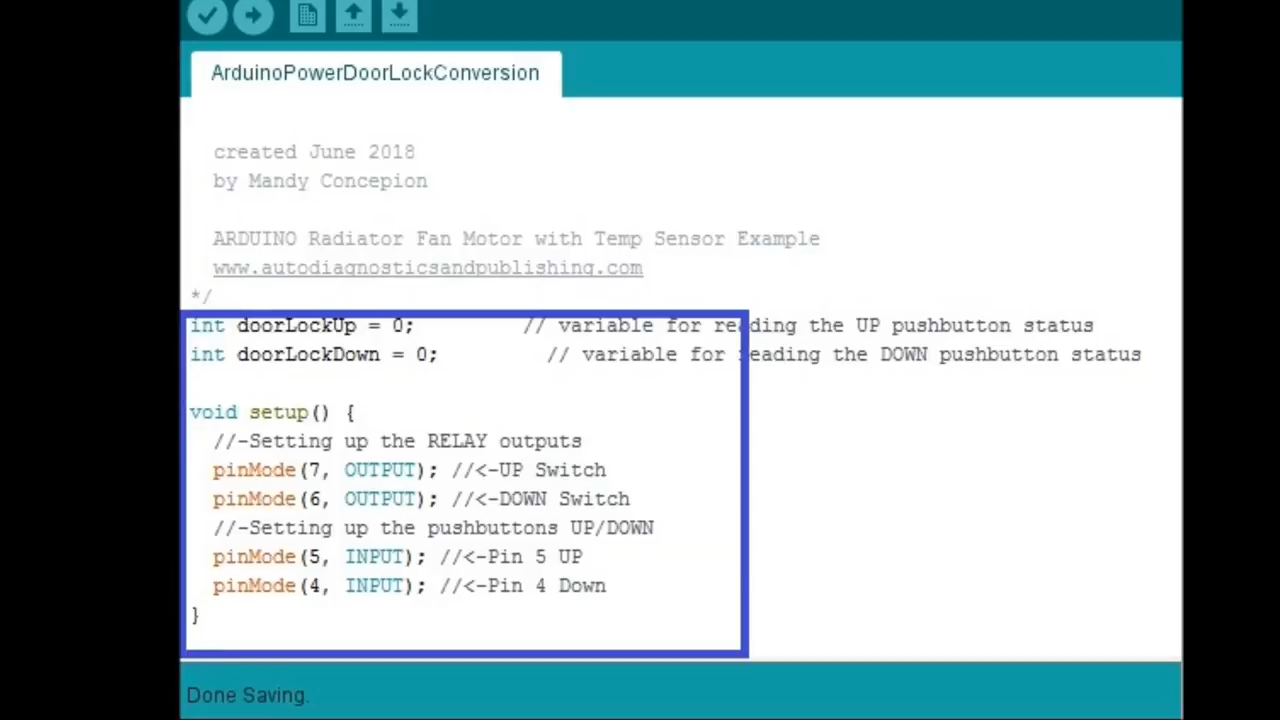 ArduinoPowerDoorLockConversion
created June 2018
by Mandy Concepion
ARDUINO Radiator Fan Motor with Temp Sensor Example
www.autodiagnosticsandpublishing.com
*/
int doorLockUp = 0;         // variable for reading the UP pushbutton status
int doorLockDown = 0;         // variable for reading the DOWN pushbutton status
void setup() {
  //-Setting up the RELAY outputs
  pinMode(7, OUTPUT); //<-UP Switch
  pinMode(6, OUTPUT); //<-DOWN Switch
  //-Setting up the pushbuttons UP/DOWN
  pinMode(5, INPUT); //<-Pin 5 UP
  pinMode(4, INPUT); //<-Pin 4 Down
}
Done Saving.